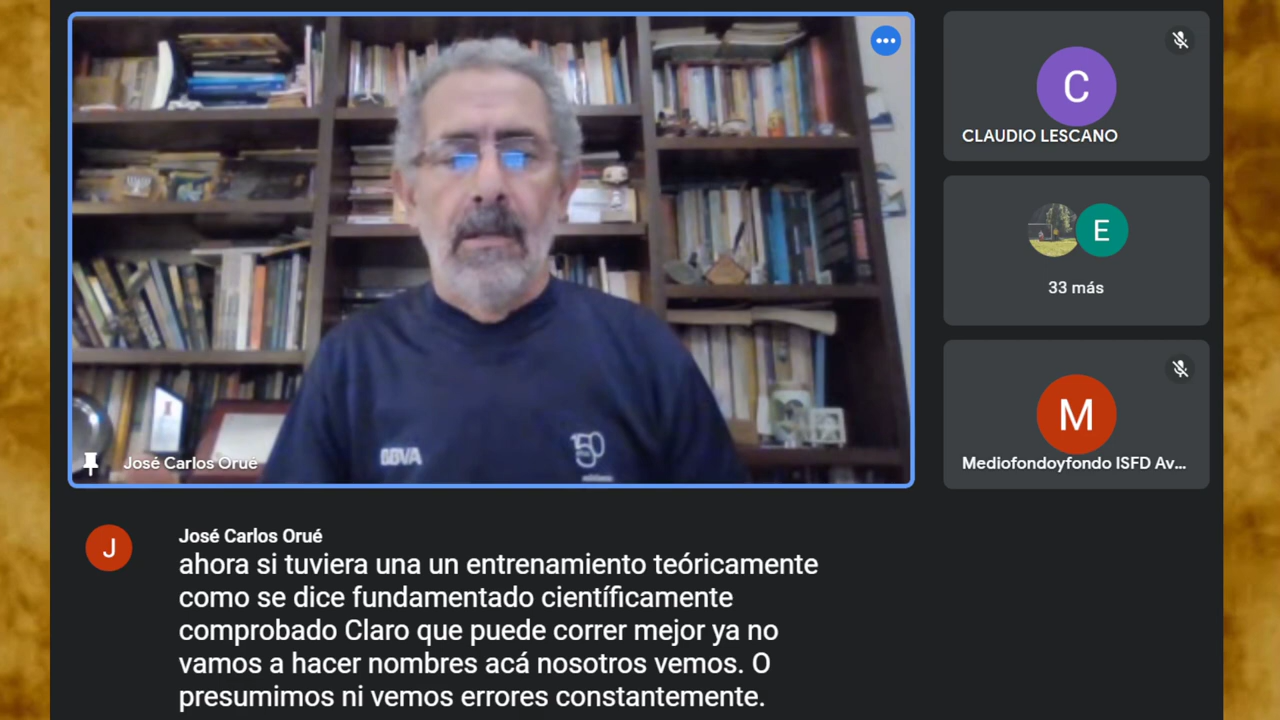 C
CLAUDIO LESCANO
E
33 más
M
Mediofondoyfondo ISFD Av...
BBVA
150
José Carlos Orué
J
José Carlos Orué
ahora si tuviera una un entrenamiento teóricamente
como se dice fundamentado científicamente
comprobado Claro que puede correr mejor ya no
vamos a hacer nombres acá nosotros vemos. O
presumimos ni vemos errores constantemente.